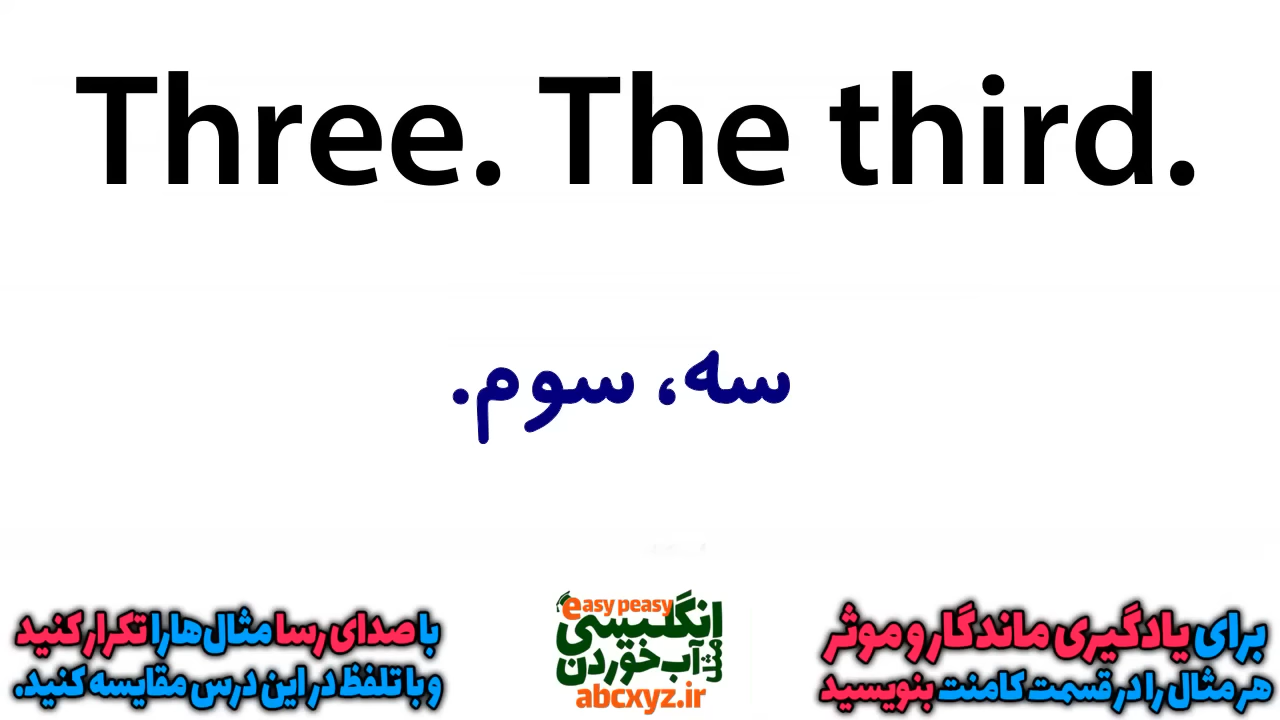 Three. The third.
سه، سوم.
برای یادگیری ماندگار و موثر
هر مثال را در قسمت کامنت بنویسید
easy peasy
انگلیسی
مثل آب خوردن
abcxyz.ir
با صدای رسا مثال‌ها را تکرار کنید
و با تلفظ در این درس مقایسه کنید.